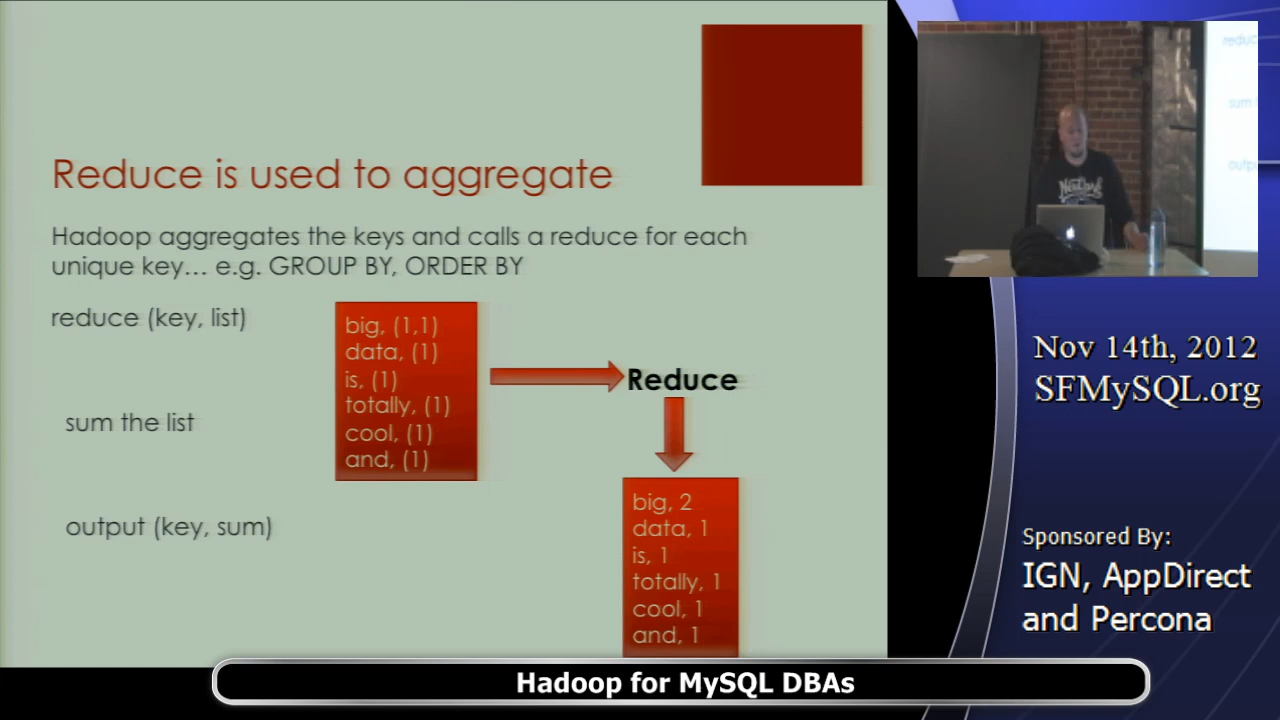 Reduce is used to aggregate
Hadoop aggregates the keys and calls a reduce for each
unique key... e.g. GROUP BY, ORDER BY
reduce (key, list)
sum the list
output (key, sum)
big, (1,1)
data, (1)
is, (1)
totally, (1)
cool, (1)
and, (1)
Reduce
big, 2
data, 1
is, 1
totally, 1
cool, 1
and, 1
Nov 14th, 2012
SFMySQL.org
Sponsored By:
IGN, AppDirect
and Percona
Hadoop for MySQL DBAs